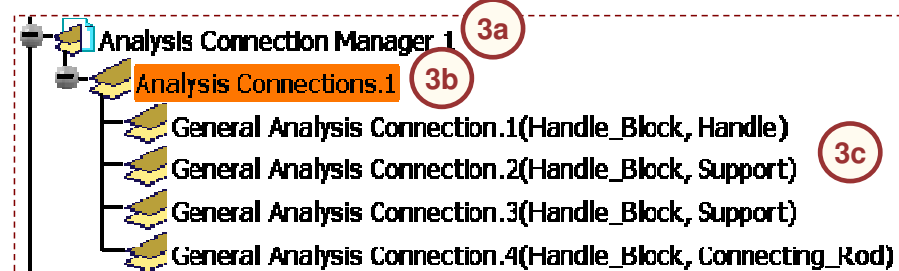 Analysis Connection Manager 1 3a
Analysis Connections.1 3b
General Analysis Connection.1(Handle_Block, Handle)
General Analysis Connection.2(Handle_Block, Support) 3c
General Analysis Connection.3(Handle_Block, Support)
General Analysis Connection.4(Handle_Block, Connecting_Rod)